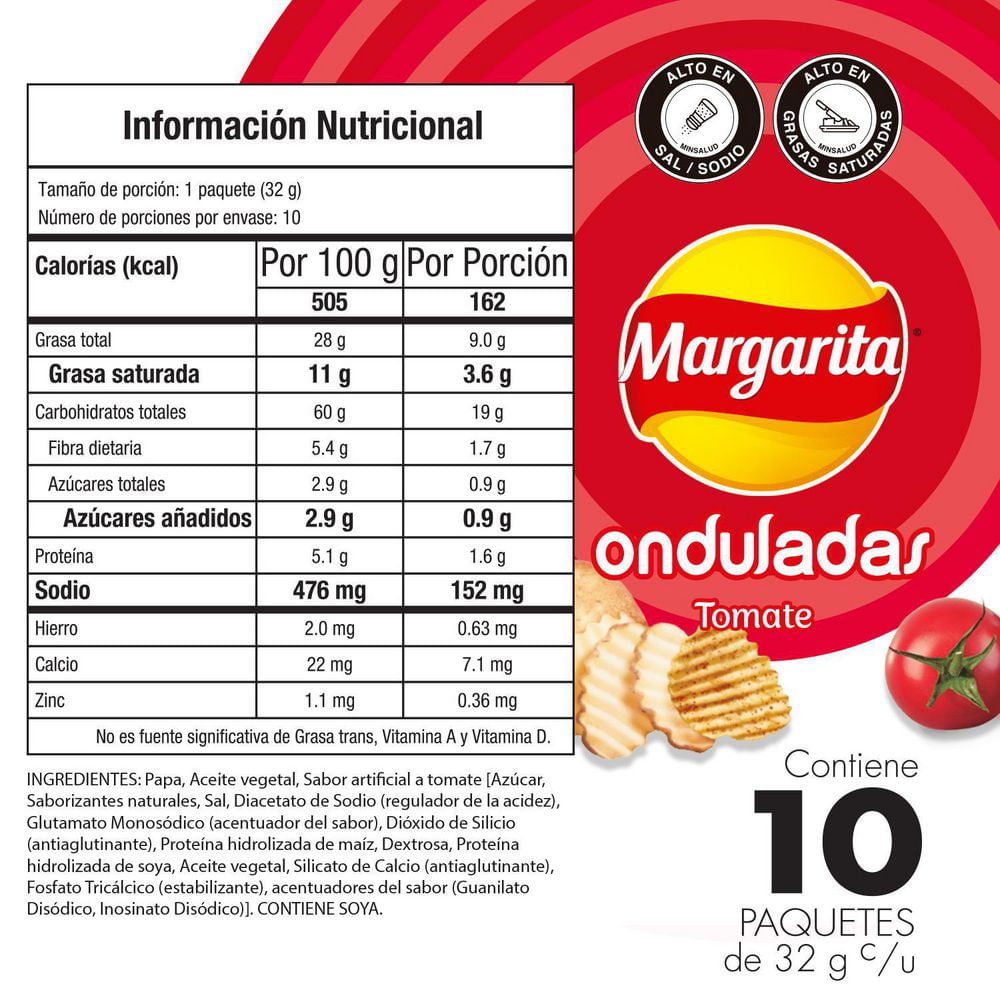 Información Nutricional
Tamaño de porción: 1 paquete (32 g)
Número de porciones por envase: 10
Calorías (kcal) Por 100 g Por Porción
505 162
Grasa total 28 g 9.0 g
Grasa saturada 11 g 3.6 g
Carbohidratos totales 60 g 19 g
Fibra dietaria 5.4 g 1.7 g
Azúcares totales 2.9 g 0.9 g
Azúcares añadidos 2.9 g 0.9 g
Proteína 5.1 g 1.6 g
Sodio 476 mg 152 mg
Hierro 2.0 mg 0.63 mg
Calcio 22 mg 7.1 mg
Zinc 1.1 mg 0.36 mg
No es fuente significativa de Grasa trans, Vitamina A y Vitamina D.
INGREDIENTES: Papa, Aceite vegetal, Sabor artificial a tomate [Azúcar,
Saborizantes naturales, Sal, Diacetato de Sodio (regulador de la acidez),
Glutamato Monosódico (acentuador del sabor), Dióxido de Silicio
(antiaglutinante), Proteína hidrolizada de maíz, Dextrosa, Proteína
hidrolizada de soya, Aceite vegetal, Silicato de Calcio (antiaglutinante),
Fosfato Tricálcico (estabilizante), acentuadores del sabor (Guanilato
Disódico, Inosinato Disódico)]. CONTIENE SOYA.
ALTO EN
MINSALUD
SAL / SODIO
ALTO EN
MINSALUD
GRASAS SATURADAS
Margarita®
onduladas
Tomate
Contiene
10
PAQUETES
de 32 g c/u